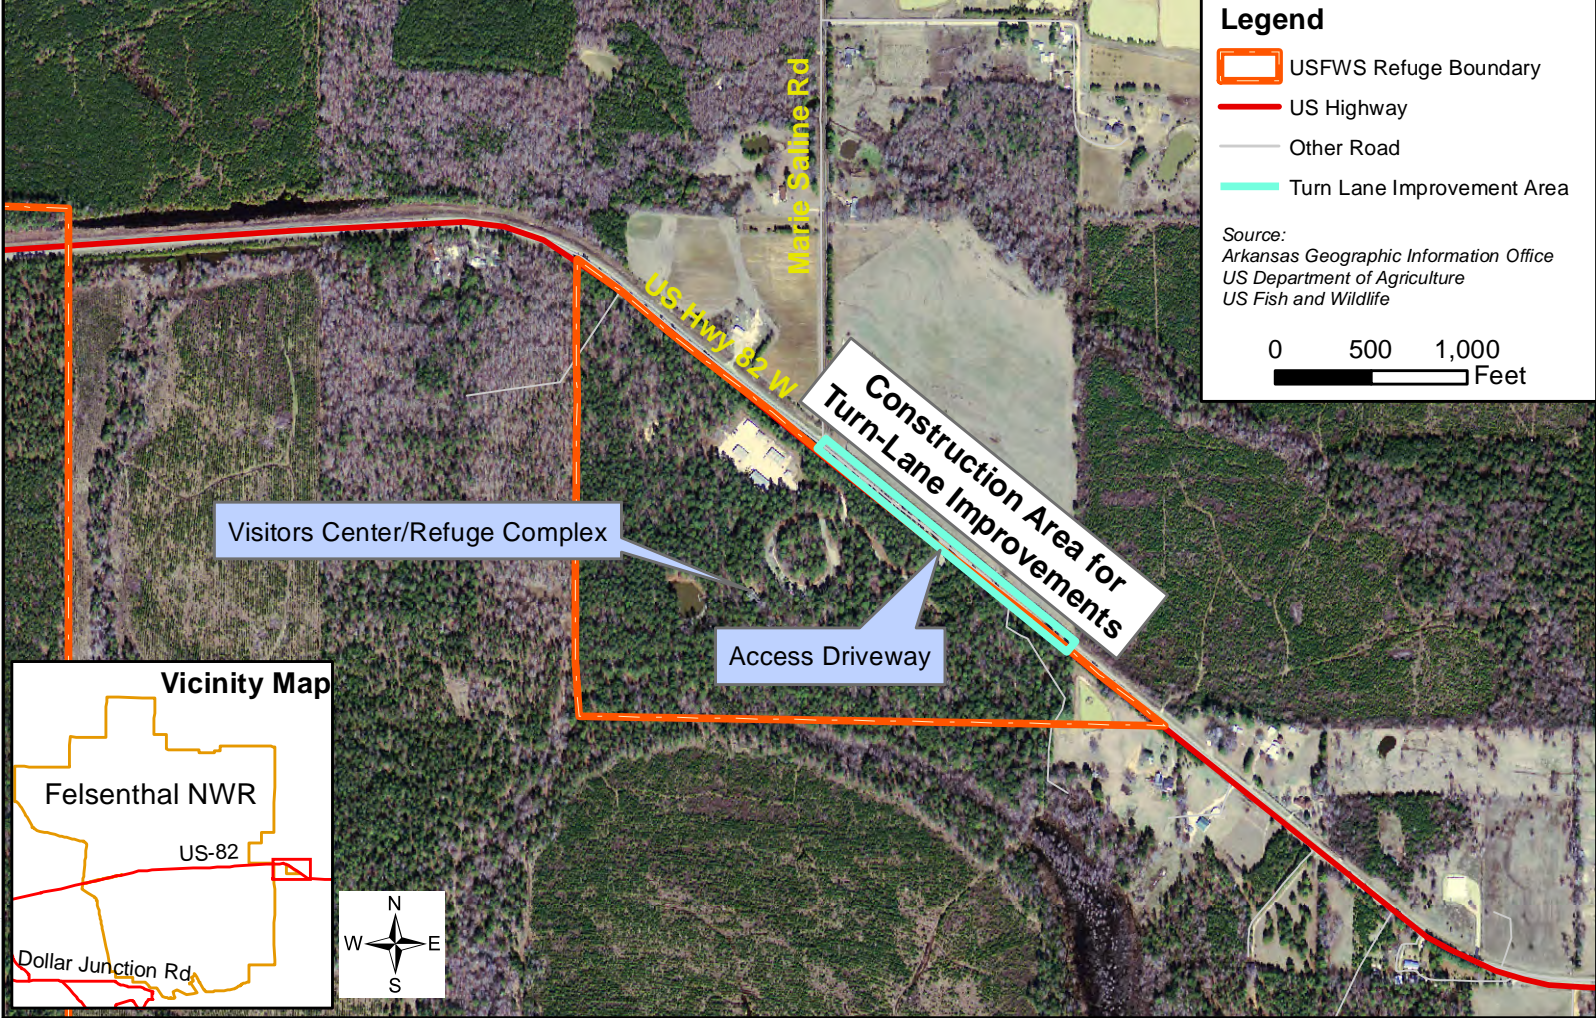 Legend
USFWS Refuge Boundary
US Highway
Other Road
Turn Lane Improvement Area
Source:
Arkansas Geographic Information Office
US Department of Agriculture
US Fish and Wildlife
0 500 1,000
Feet
Marie Saline Rd
US Hwy 82 W
Construction Area for
Turn-Lane Improvements
Visitors Center/Refuge Complex
Access Driveway
Vicinity Map
Felsenthal NWR
US-82
Dollar Junction Rd
N
W E
S